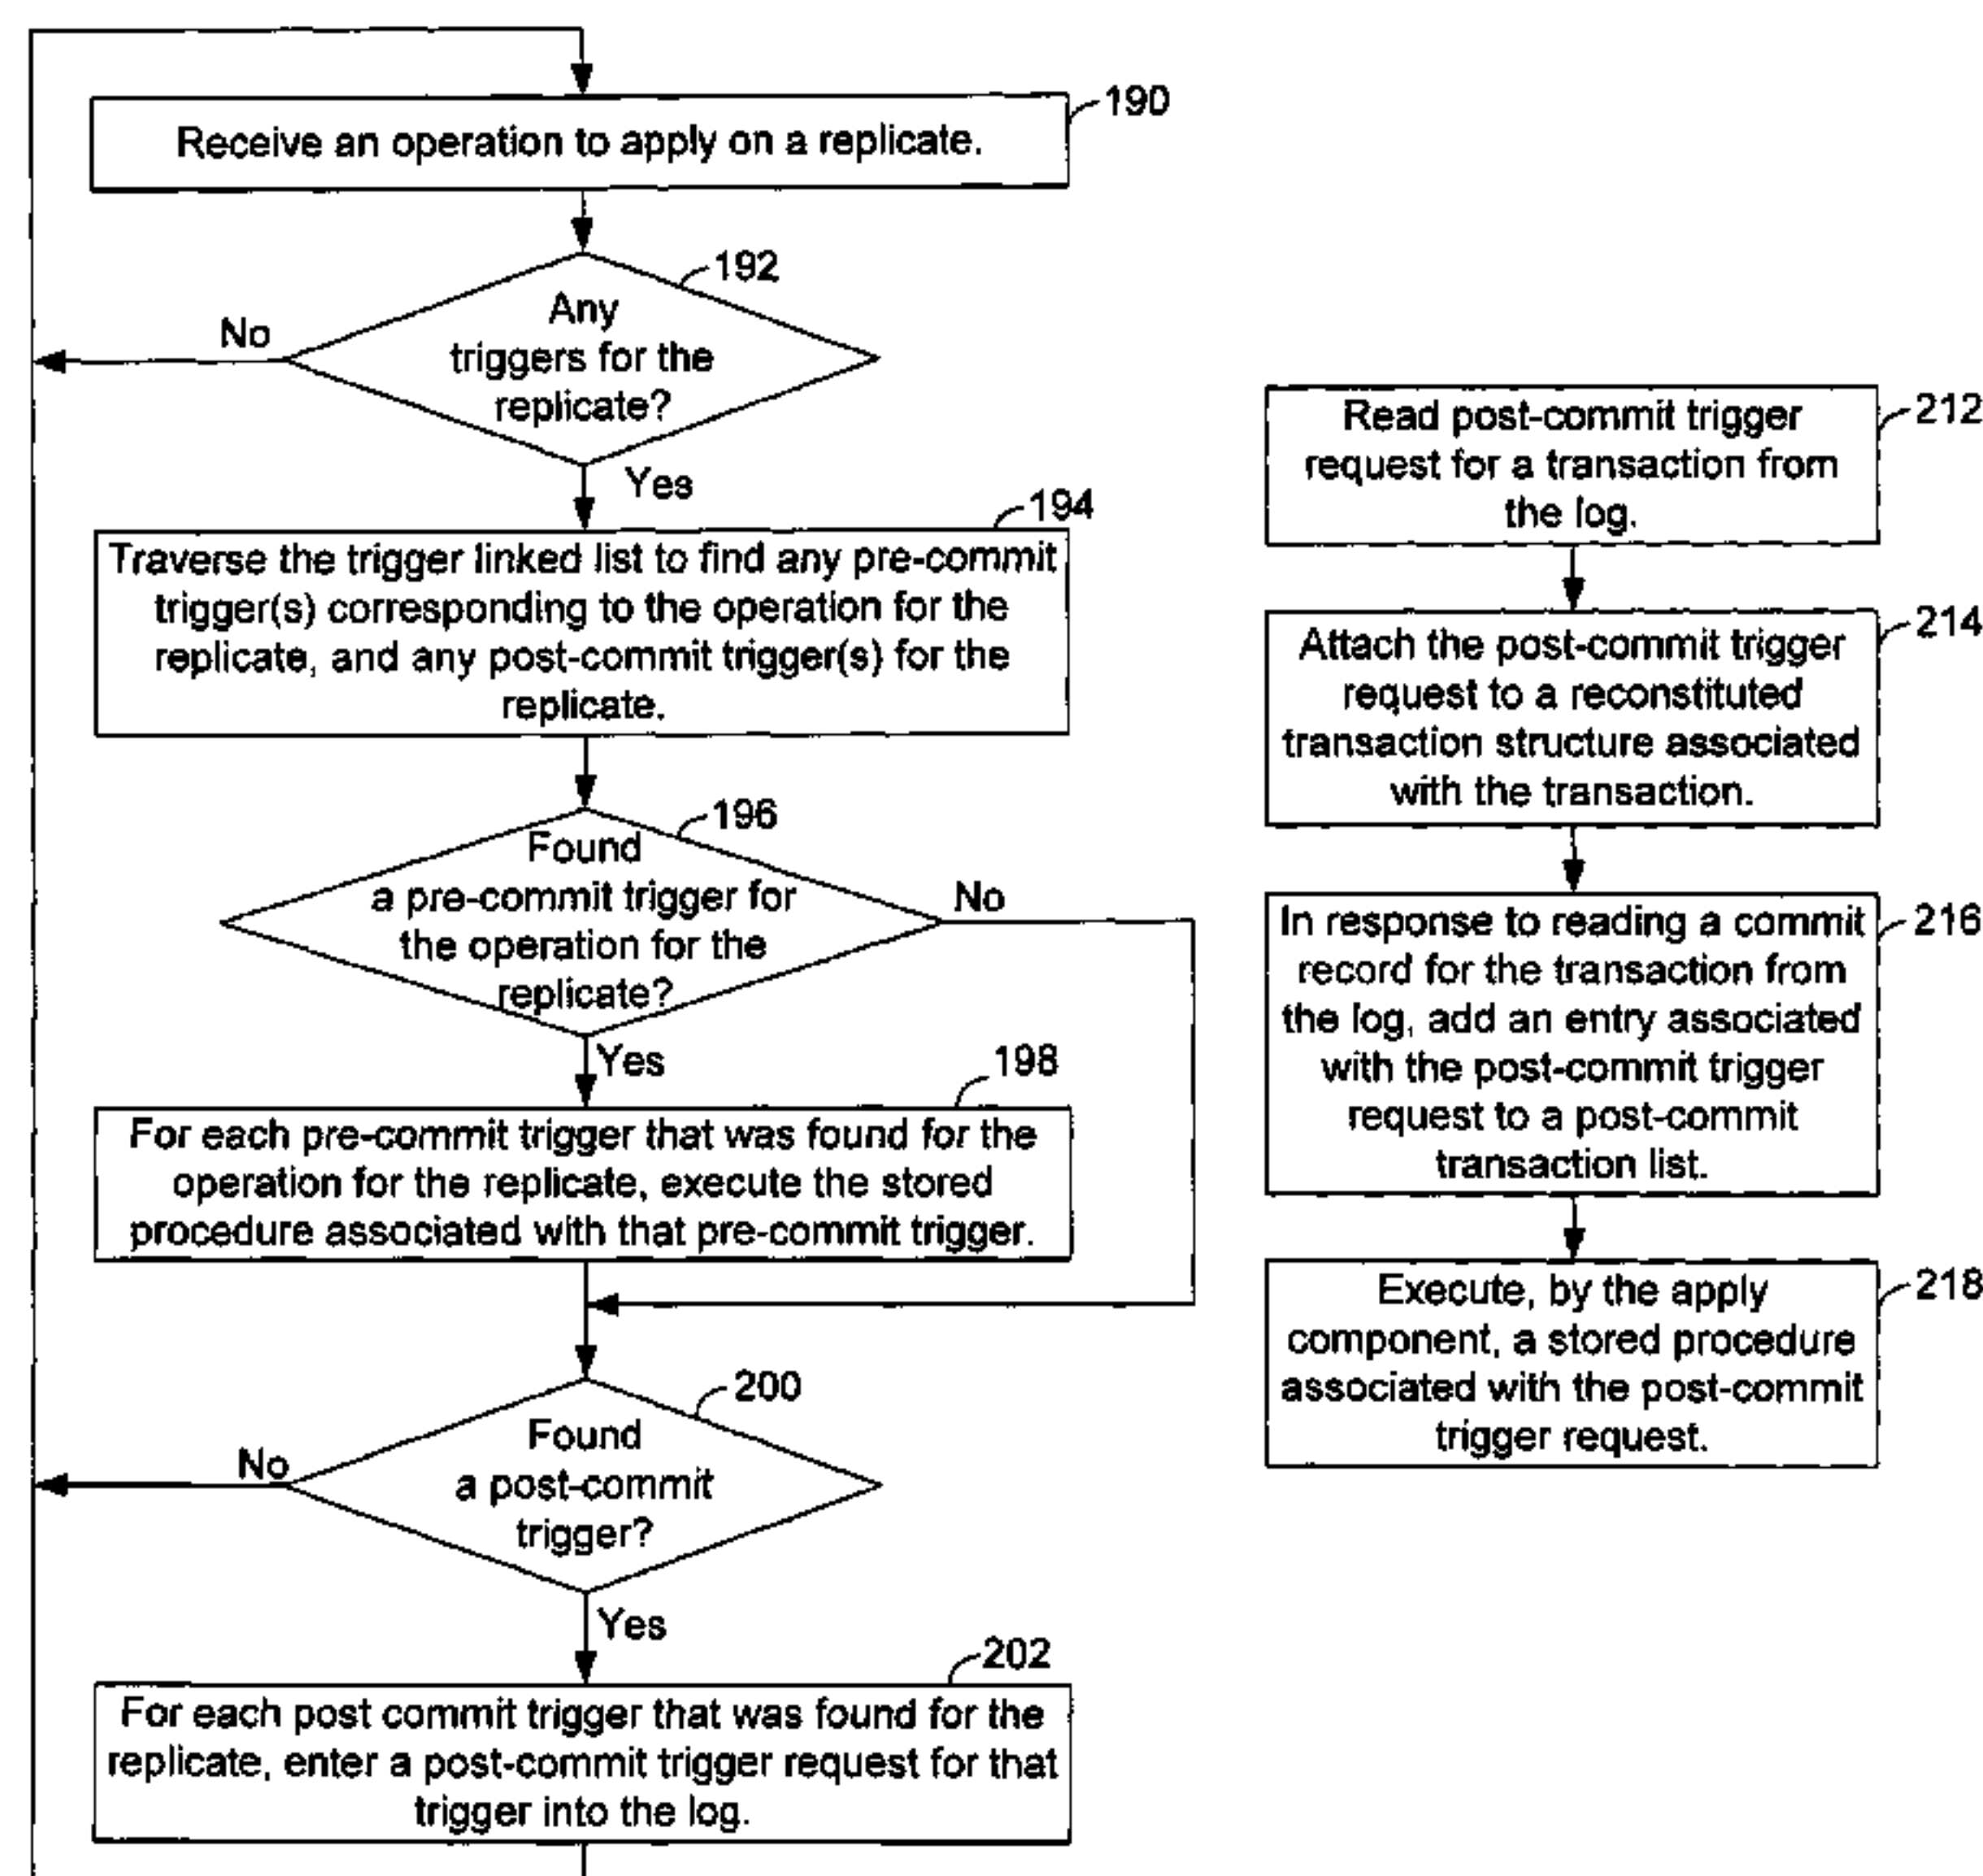 190
Receive an operation to apply on a replicate.
192
Any
triggers for the
replicate?
No
Yes
194
Traverse the trigger linked list to find any pre-commit
trigger(s) corresponding to the operation for the
replicate, and any post-commit trigger(s) for the
replicate.
196
Found
a pre-commit trigger for
the operation for the
replicate?
No
Yes
198
For each pre-commit trigger that was found for the
operation for the replicate, execute the stored
procedure associated with that pre-commit trigger.
200
Found
a post-commit
trigger?
No
Yes
202
For each post commit trigger that was found for the
replicate, enter a post-commit trigger request for that
trigger into the log.
212
Read post-commit trigger
request for a transaction from
the log.
214
Attach the post-commit trigger
request to a reconstituted
transaction structure associated
with the transaction.
216
In response to reading a commit
record for the transaction from
the log, add an entry associated
with the post-commit trigger
request to a post-commit
transaction list.
218
Execute, by the apply
component, a stored procedure
associated with the post-commit
trigger request.